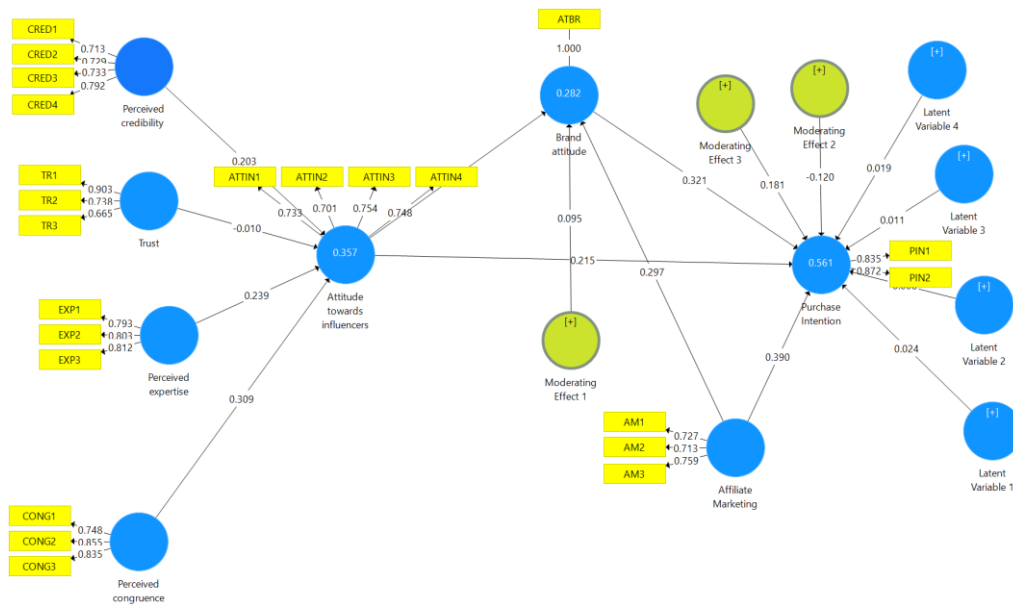 ATBR
1.000
0.282
Brand
attitude
CRED1
CRED2
CRED3
CRED4
0.713
0.729
0.733
0.792
Perceived
credibility
0.203
TR1
TR2
TR3
0.903
0.738
0.665
Trust
-0.010
ATTIN1
ATTIN2
ATTIN3
ATTIN4
0.733
0.701
0.754
0.748
0.357
Attitude
towards
influencers
EXP1
EXP2
EXP3
0.793
0.803
0.812
Perceived
expertise
0.239
0.309
CONG1
CONG2
CONG3
0.748
0.855
0.835
Perceived
congruence
0.095
0.215
0.297
[+]
Moderating
Effect 1
AM1
AM2
AM3
0.727
0.713
0.759
Affiliate
Marketing
0.390
0.321
[+]
Moderating
Effect 3
0.181
[+]
Moderating
Effect 2
-0.120
[+]
Latent
Variable 4
0.019
[+]
Latent
Variable 3
0.011
0.561
Purchase
Intention
PIN1
PIN2
0.835
0.872
[+]
Latent
Variable 2
0.024
[+]
Latent
Variable 1